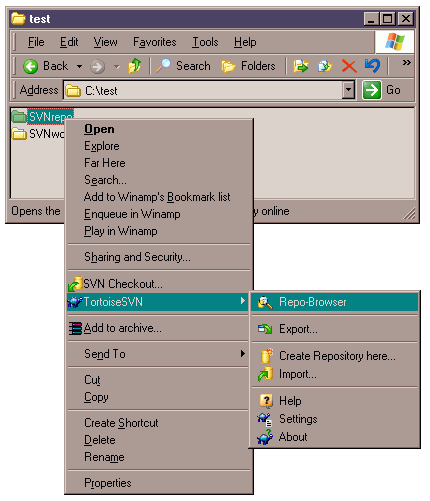 test
File Edit View Favorites Tools Help
Back Search Folders »
Address C:\test Go
SVNrepo
SVNwo
Open
Explore
Far Here
Search...
Add to Winamp's Bookmark list
Enqueue in Winamp
Play in Winamp
Opens the y online
Sharing and Security...
SVN Checkout...
TortoiseSVN Repo-Browser
Add to archive... Export...
Send To Create Repository here...
Import...
Cut Help
Copy Settings
Create Shortcut About
Delete
Rename
Properties